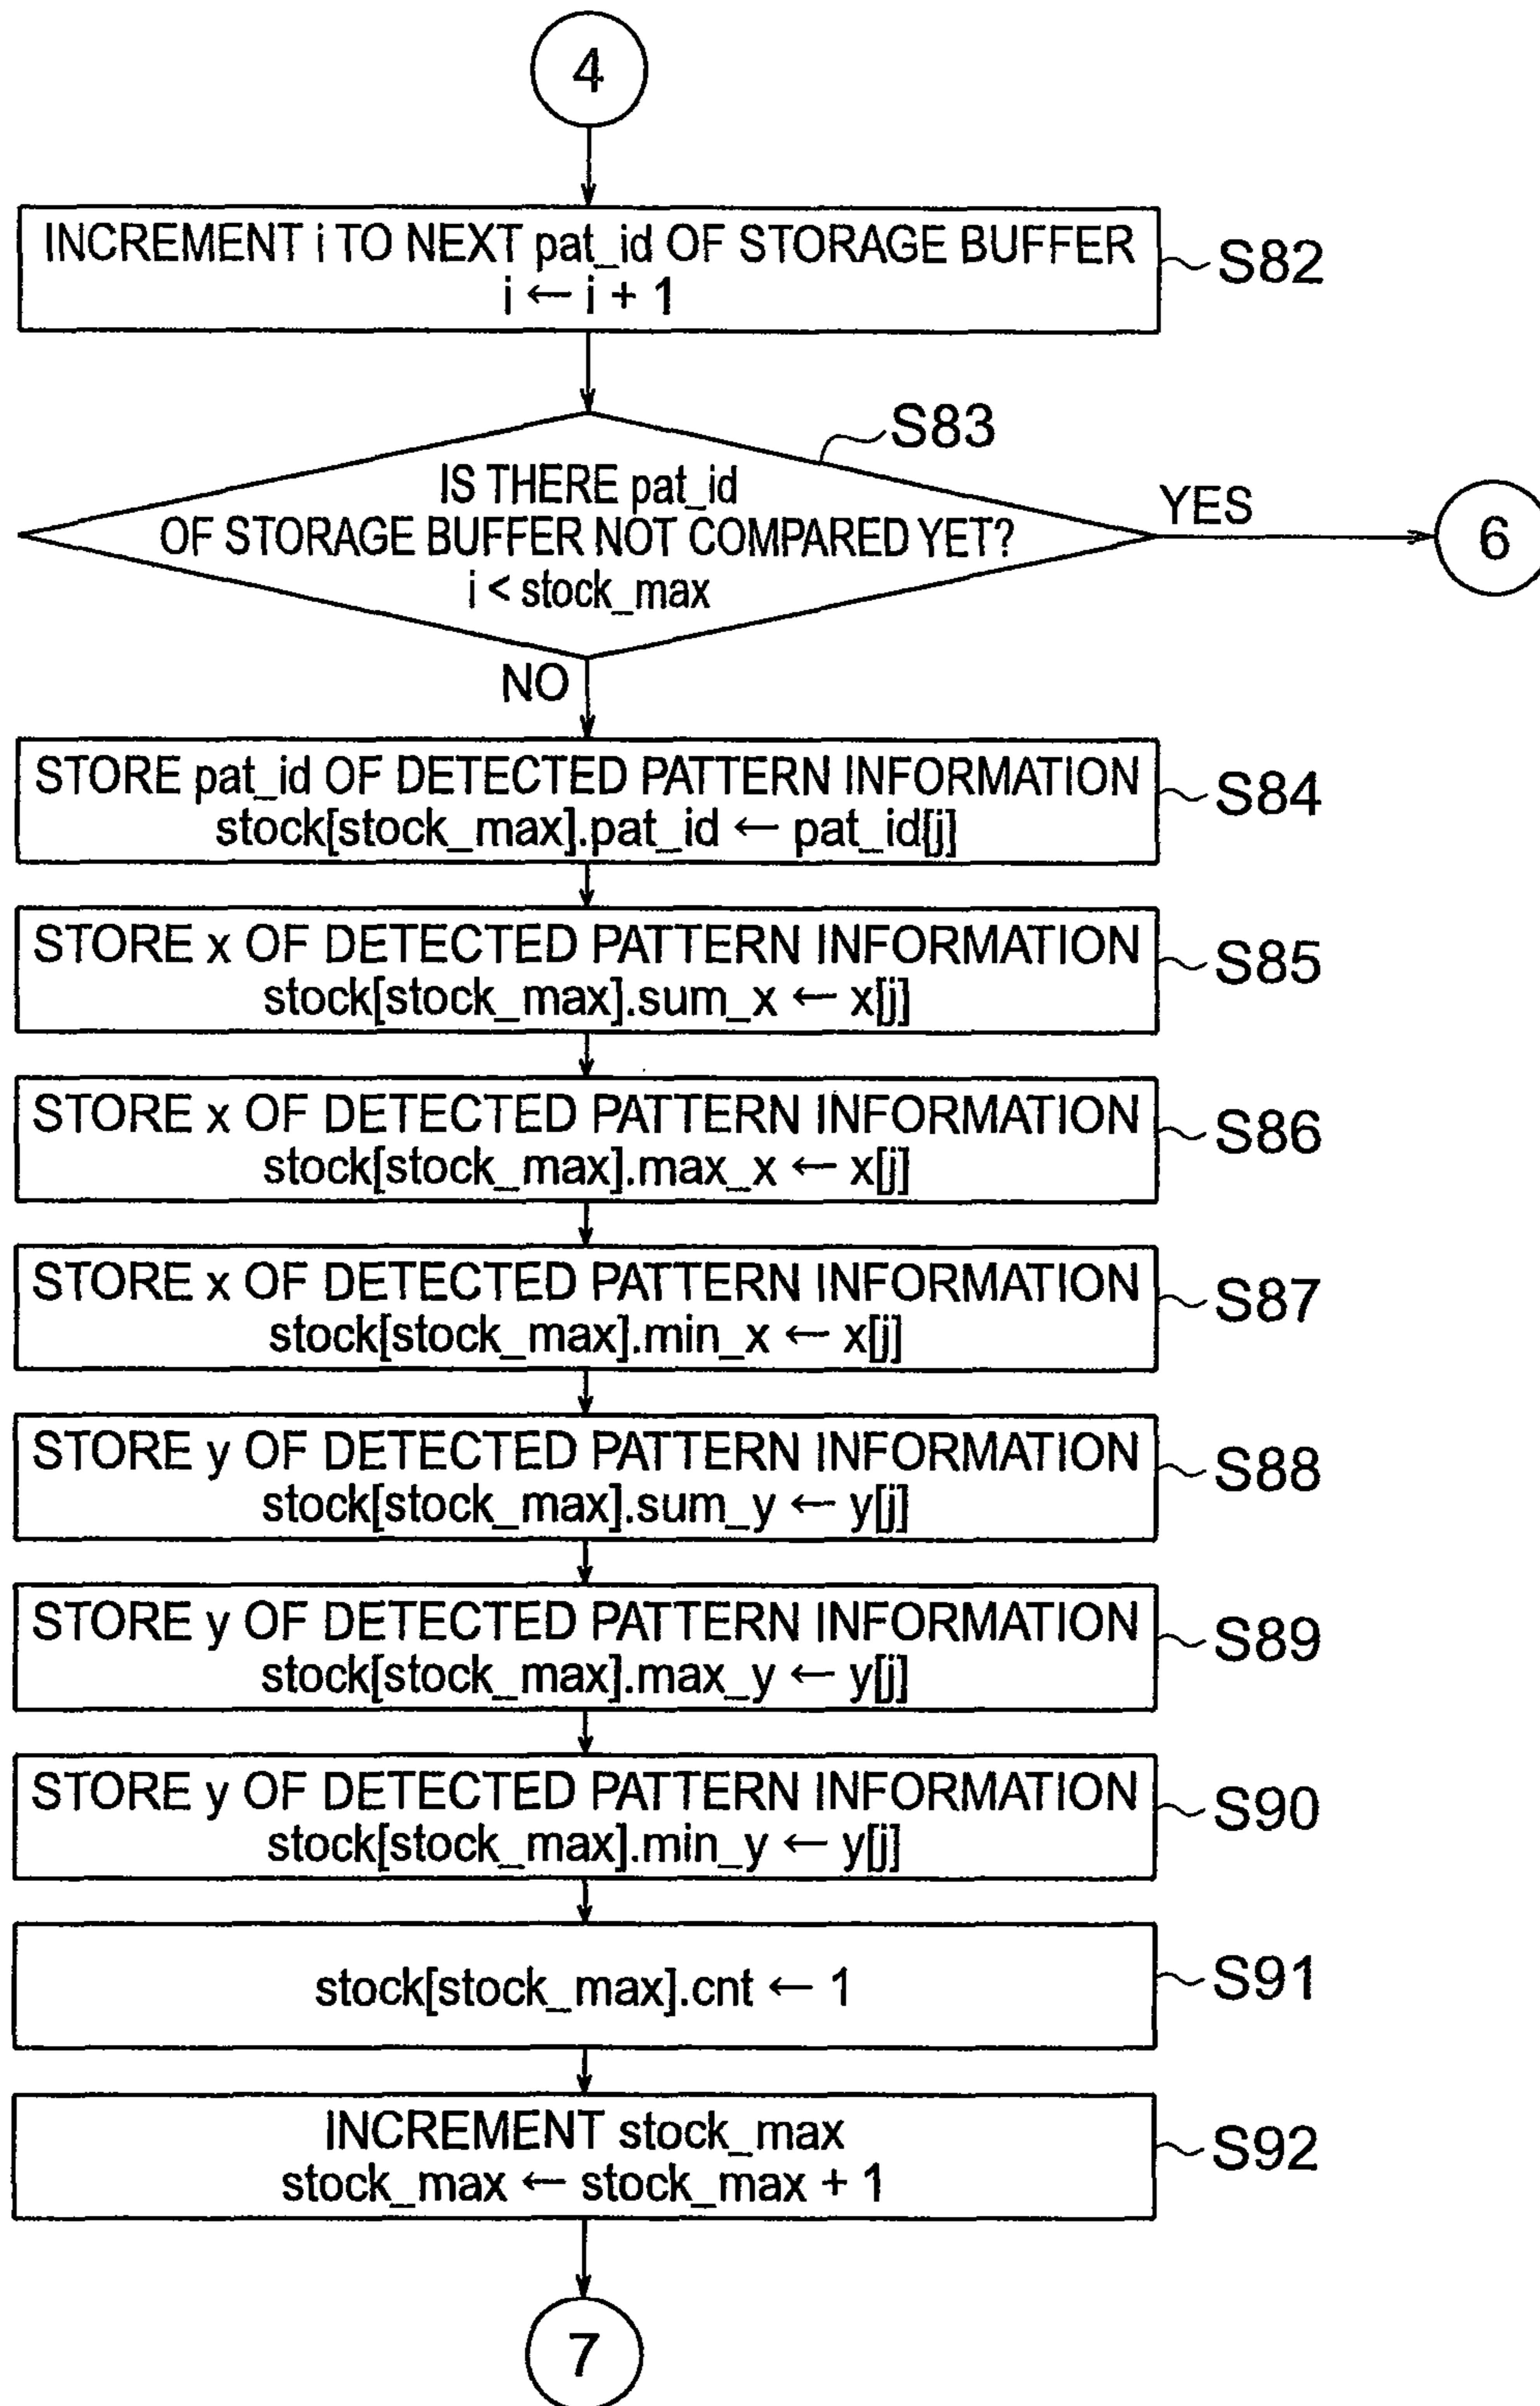 4
INCREMENT i TO NEXT pat_id OF STORAGE BUFFER
i ← i + 1
S82
S83
IS THERE pat_id
OF STORAGE BUFFER NOT COMPARED YET?
i < stock_max
YES
6
NO
STORE pat_id OF DETECTED PATTERN INFORMATION
stock[stock_max].pat_id ← pat_id[j]
S84
STORE x OF DETECTED PATTERN INFORMATION
stock[stock_max].sum_x ← x[j]
S85
STORE x OF DETECTED PATTERN INFORMATION
stock[stock_max].max_x ← x[j]
S86
STORE x OF DETECTED PATTERN INFORMATION
stock[stock_max].min_x ← x[j]
S87
STORE y OF DETECTED PATTERN INFORMATION
stock[stock_max].sum_y ← y[j]
S88
STORE y OF DETECTED PATTERN INFORMATION
stock[stock_max].max_y ← y[j]
S89
STORE y OF DETECTED PATTERN INFORMATION
stock[stock_max].min_y ← y[j]
S90
stock[stock_max].cnt ← 1
S91
INCREMENT stock_max
stock_max ← stock_max + 1
S92
7